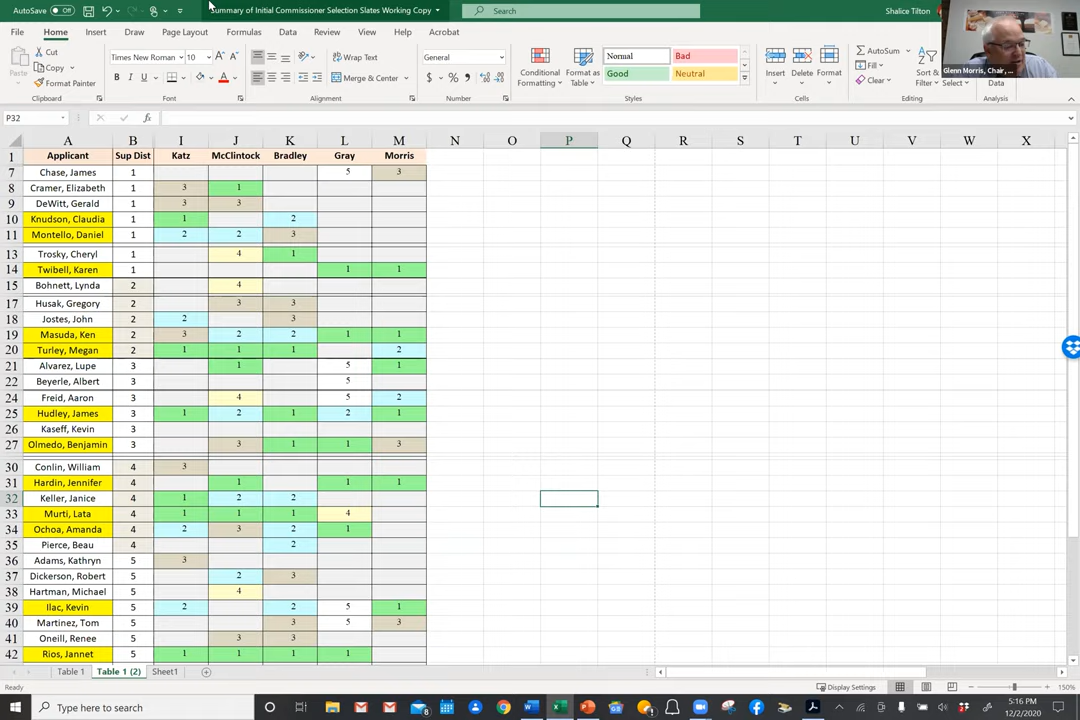 AutoSave Off Summary of Initial Commissioner Selection Slates Working Copy Search Shalice Tilton
File Home Insert Draw Page Layout Formulas Data Review View Help Acrobat
Cut Times New Roman 10 Wrap Text General Normal Bad AutoSum
Copy Fill
Paste Format Painter B I U A Merge & Center $ % 9 Conditional Formatting Format as Table Good Neutral Insert Delete Format Clear Sort & Filter Data
Glenn Morris, Chair, ...
Clipboard Font Alignment Number Styles Cells Editing Analysis
P32 fx
A B I J K L M N O P Q R S T U V W X
1 Applicant Sup Dist Katz McClintock Bradley Gray Morris
7 Chase, James 1 5 3
8 Cramer, Elizabeth 1 3 1
9 DeWitt, Gerald 1 3 3
10 Knudson, Claudia 1 1 2
11 Montello, Daniel 1 2 2 3
13 Trosky, Cheryl 1 4 1
14 Twibell, Karen 1 1 1
15 Bohnett, Lynda 2 4
17 Husak, Gregory 2 3 3
18 Jostes, John 2 2 3
19 Masuda, Ken 2 3 2 2 1 1
20 Turley, Megan 2 1 1 1 2
21 Alvarez, Lupe 3 1 5 1
22 Beyerle, Albert 3 5
24 Freid, Aaron 3 4 5 2
25 Hudley, James 3 1 2 1 2 1
26 Kaseff, Kevin 3
27 Olmedo, Benjamin 3 3 1 1 3
30 Conlin, William 4 3
31 Hardin, Jennifer 4 1 1 1
32 Keller, Janice 4 1 2 2
33 Murti, Lata 4 1 1 1 4
34 Ochoa, Amanda 4 2 3 2 1
35 Pierce, Beau 4 2
36 Adams, Kathryn 5 3
37 Dickerson, Robert 5 2 3
38 Hartman, Michael 5 4
39 Ilac, Kevin 5 2 2 5 1
40 Martinez, Tom 5 3 5 3
41 Oneill, Renee 5 3 3
42 Rios, Jannet 5 1 1 1 1
Table 1 Table 1 (2) Sheet1
Ready Display Settings 150%
Type here to search 5:16 PM
12/2/2020